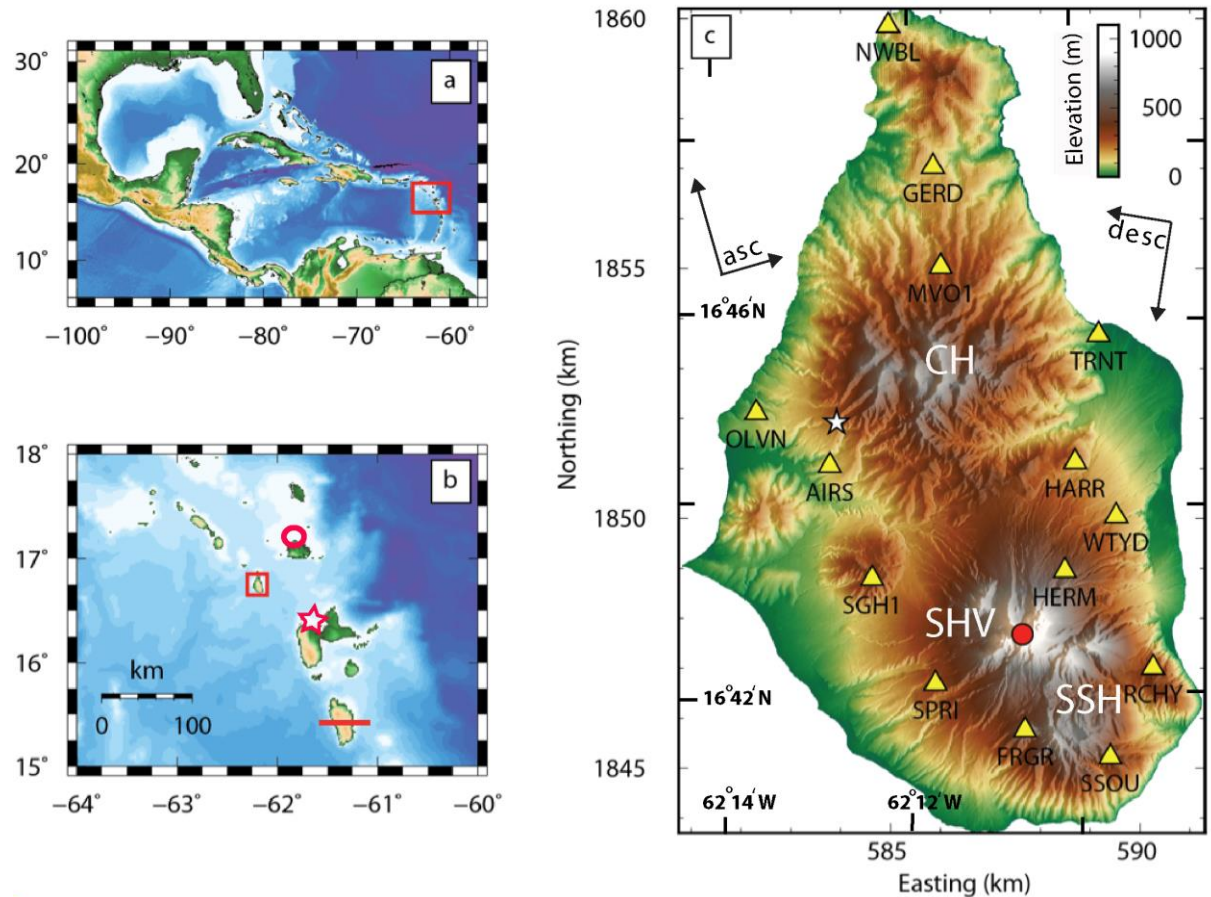 30°
20°
10°
−100°
−90°
−80°
−70°
−60°
a
18°
17°
16°
15°
−64°
−63°
−62°
−61°
−60°
b
km
0
100
c
1860
1855
1850
1845
Northing (km)
585
590
Easting (km)
Elevation (m)
1000
500
0
asc
desc
16°46'N
16°42'N
62°14'W
62°12'W
NWBL
GERD
MVO1
TRNT
CH
OLVN
AIRS
HARR
WTYD
SGH1
HERM
SHV
SPRI
SSH
RCHY
FRGR
SSOU